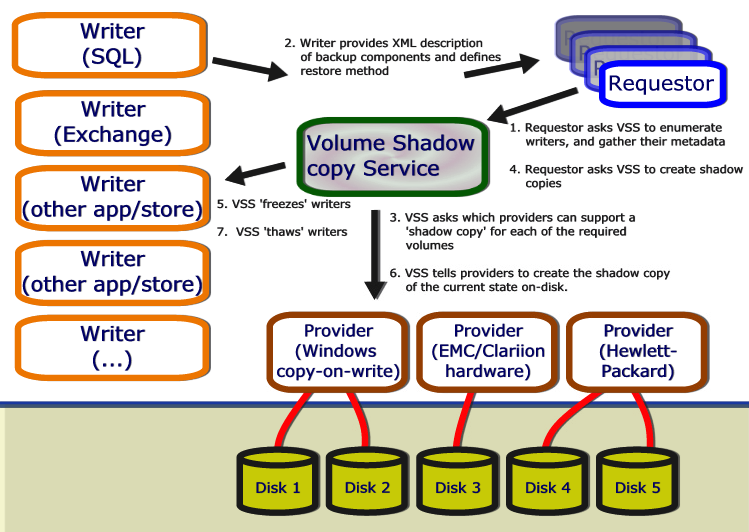 Writer
(SQL)
2. Writer provides XML description
of backup components and defines
restore method
Requestor
Writer
(Exchange)
Volume Shadow
copy Service
1. Requestor asks VSS to enumerate
writers, and gather their metadata
4. Requestor asks VSS to create shadow
copies
Writer
(other app/store)
5. VSS 'freezes' writers
7. VSS 'thaws' writers
3. VSS asks which providers can support a
'shadow copy' for each of the required
volumes
6. VSS tells providers to create the shadow copy
of the current state on-disk.
Writer
(other app/store)
Writer
(...)
Provider
(Windows
copy-on-write)
Provider
(EMC/Clariion
hardware)
Provider
(Hewlett-
Packard)
Disk 1
Disk 2
Disk 3
Disk 4
Disk 5